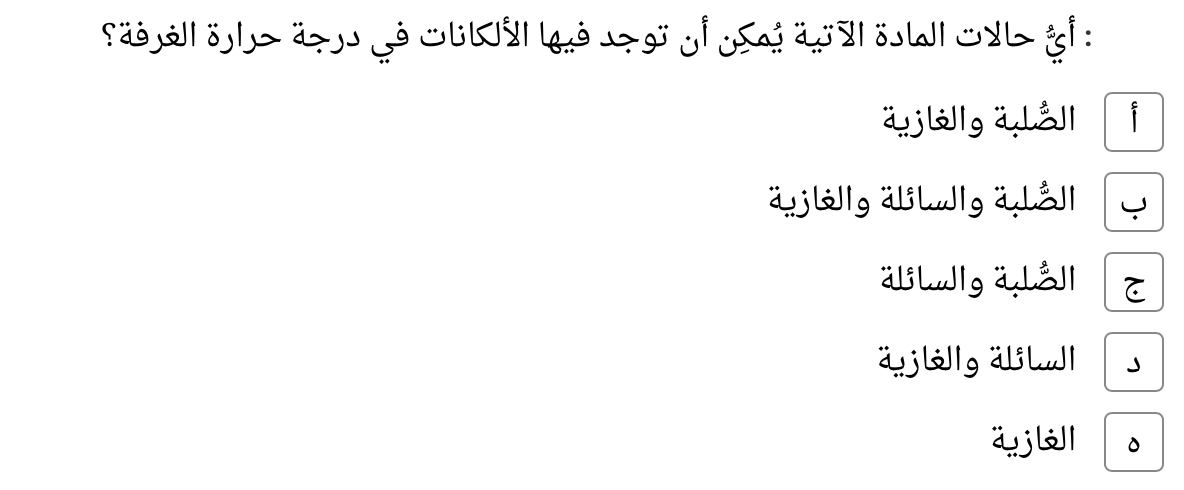 : أيُّ حالات المادة الآتية يُمكِن أن توجد فيها الألكانات في درجة حرارة الغرفة؟
أ الصُّلبة والغازية
ب الصُّلبة والسائلة والغازية
ج الصُّلبة والسائلة
د السائلة والغازية
ه الغازية